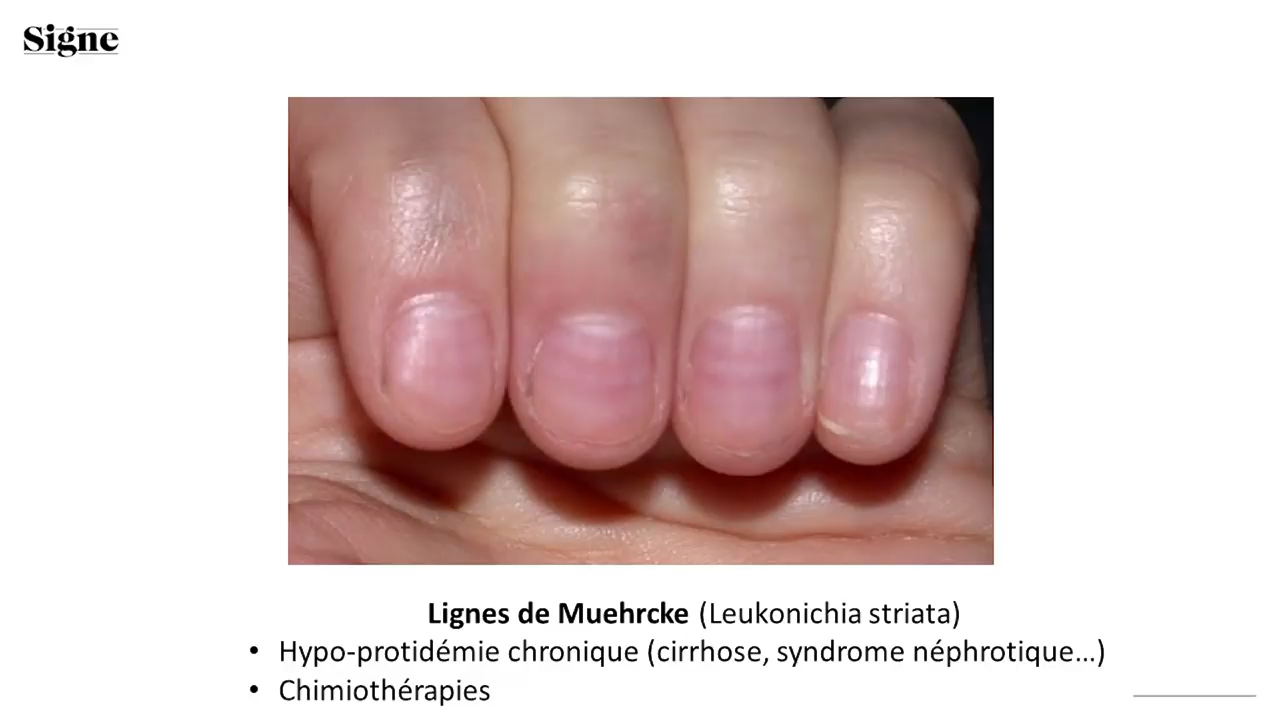 Signe
Lignes de Muehrcke (Leukonichia striata)
• Hypo-protidémie chronique (cirrhose, syndrome néphrotique...)
• Chimiothérapies